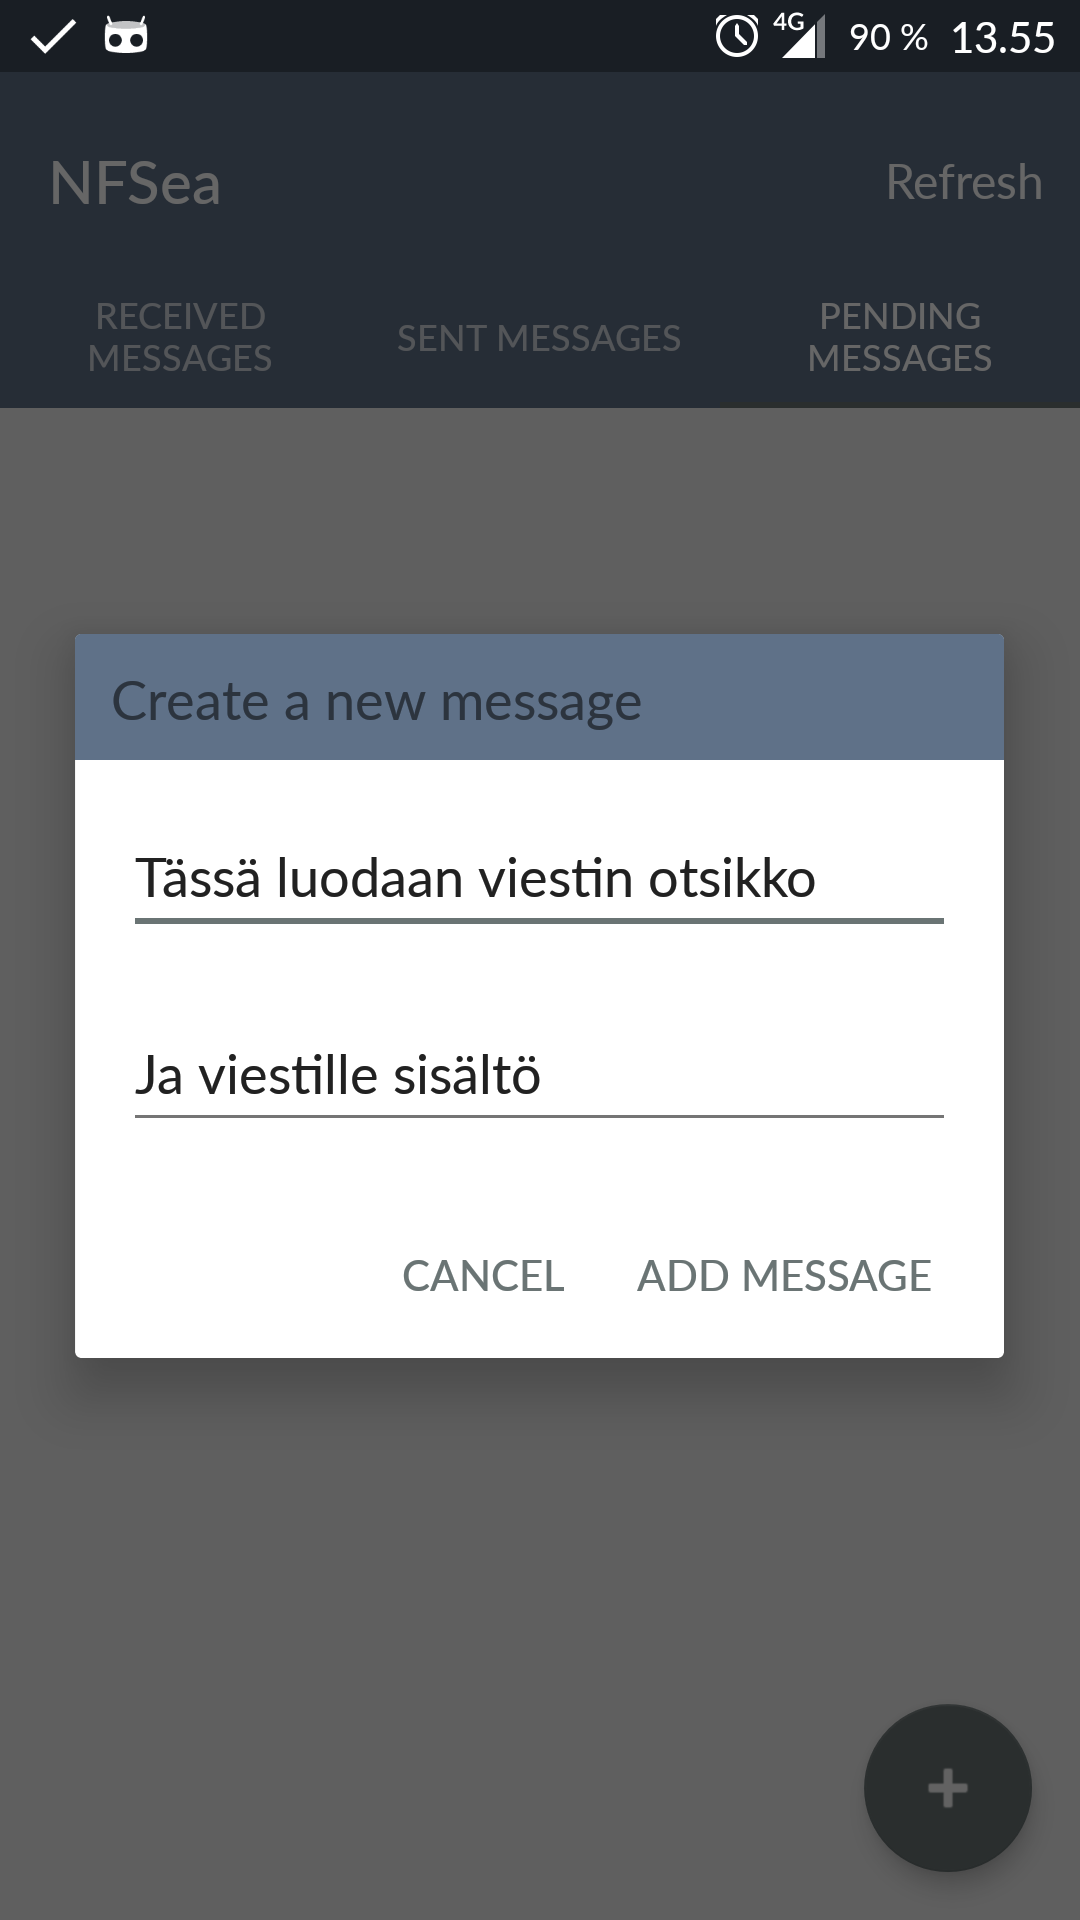 4G 90 % 13.55
NFSea Refresh
RECEIVED
MESSAGES
SENT MESSAGES
PENDING
MESSAGES
Create a new message
Tässä luodaan viestin otsikko
Ja viestille sisältö
CANCEL ADD MESSAGE